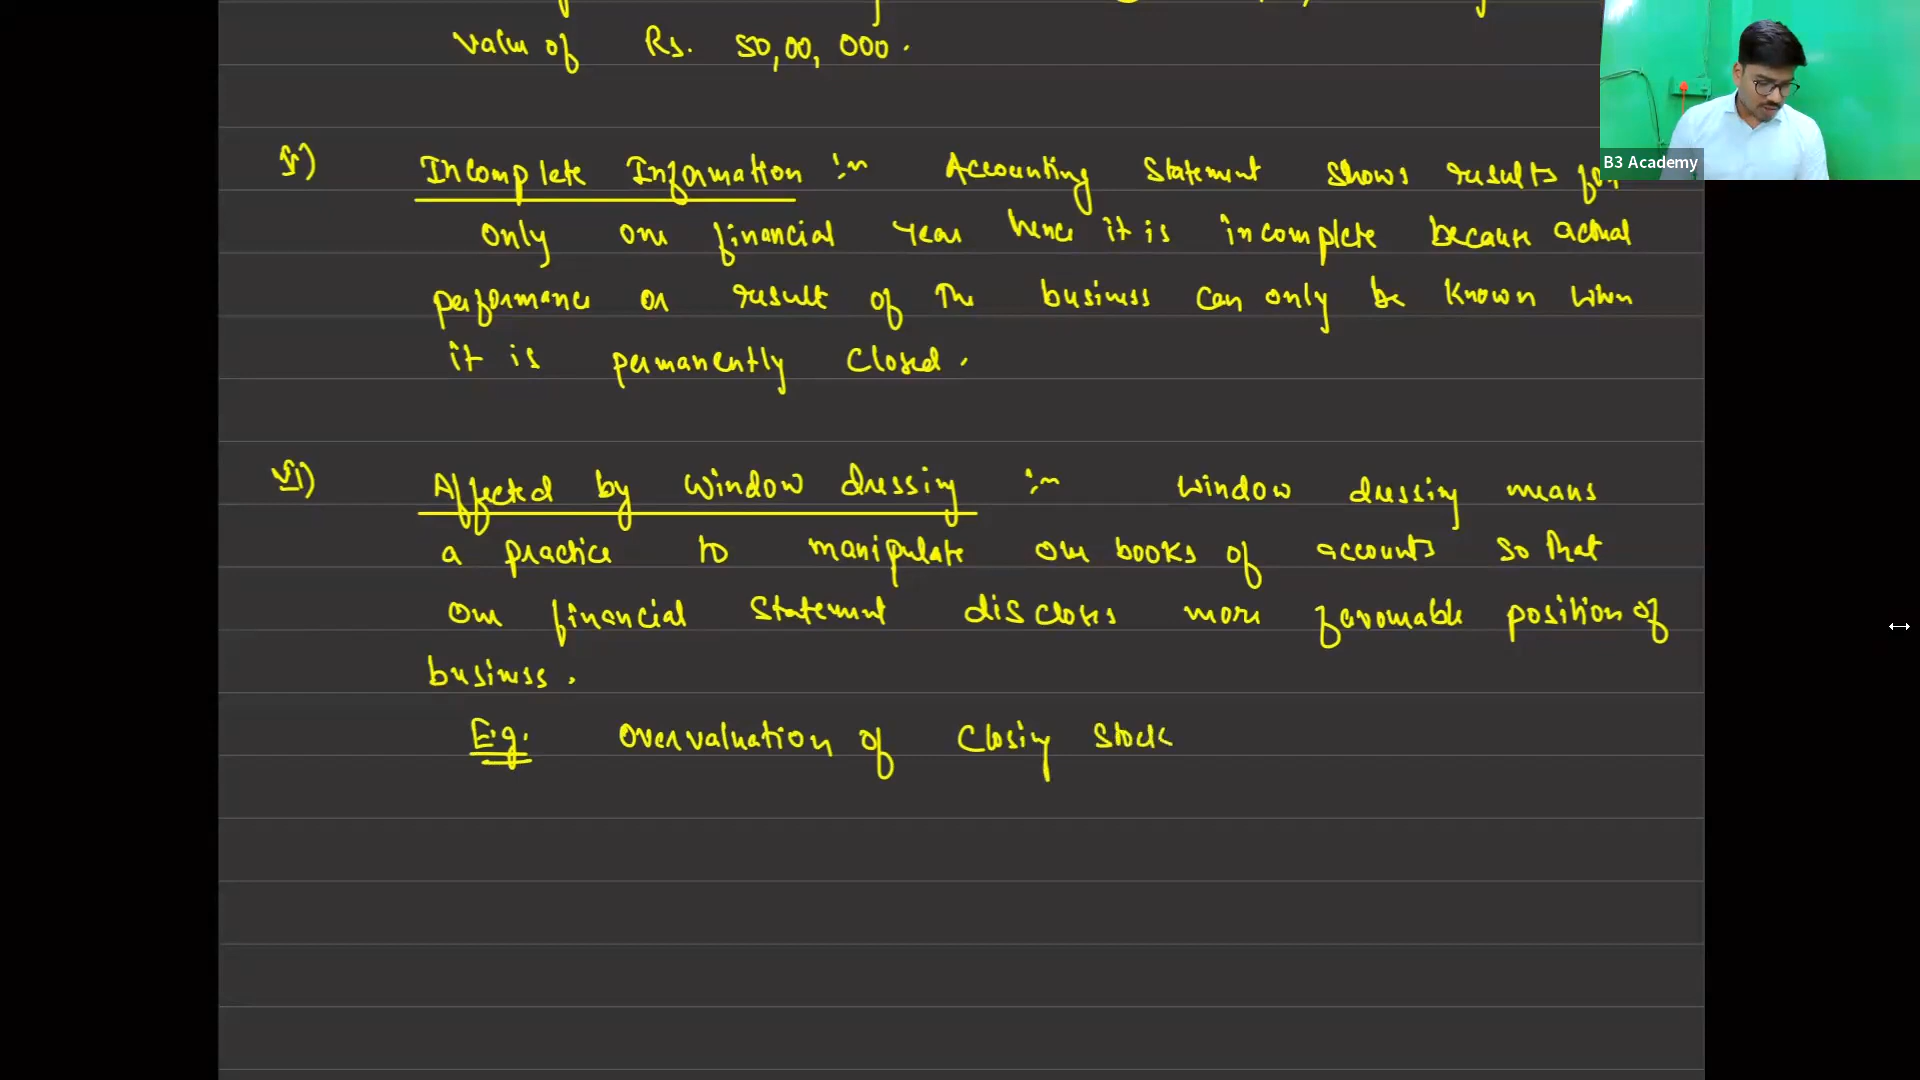 value of Rs. 50,00,000.
B3 Academy
v) Incomplete Information :- Accounting Statement shows results for
only one financial year hence it is incomplete because actual
performance or result of the business can only be known when
it is permanently closed.
vi) Affected by window dressing :- window dressing means
a practice to manipulate our books of accounts so that
our financial statement discloses more favourable position of
business.
E.g. overvaluation of closing stock